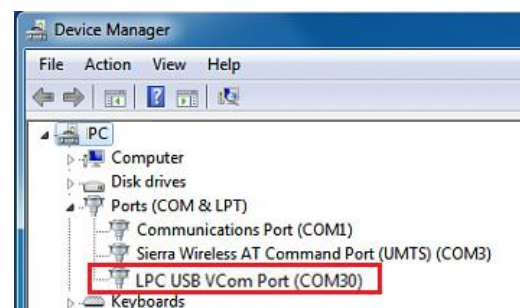 Device Manager
File Action View Help
PC
Computer
Disk drives
Ports (COM & LPT)
Communications Port (COM1)
Sierra Wireless AT Command Port (UMTS) (COM3)
LPC USB VCom Port (COM30)
Keyboards